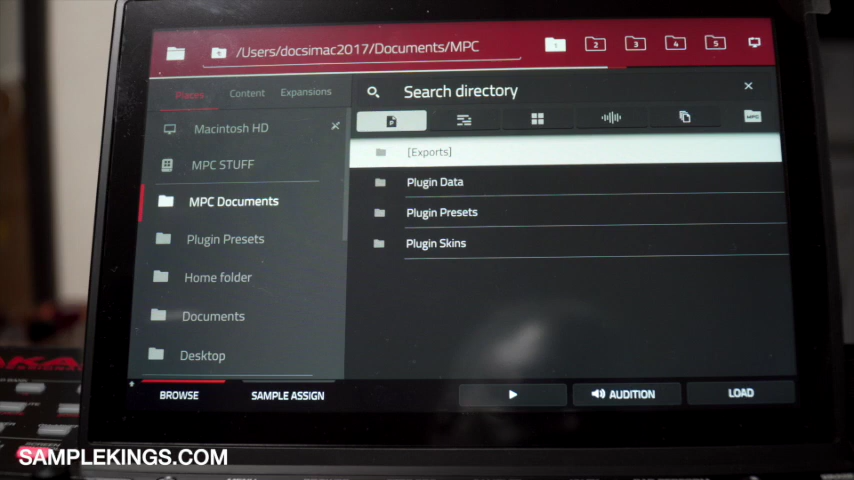 /Users/docsimac2017/Documents/MPC
1 2 3 4 5
Places Content Expansions
Search directory
Macintosh HD
MPC STUFF
MPC Documents
Plugin Presets
Home folder
Documents
Desktop
MPC
[Exports]
Plugin Data
Plugin Presets
Plugin Skins
BROWSE
SAMPLE ASSIGN
AUDITION
LOAD
AKA
SCREEN
SAMPLEKINGS.COM